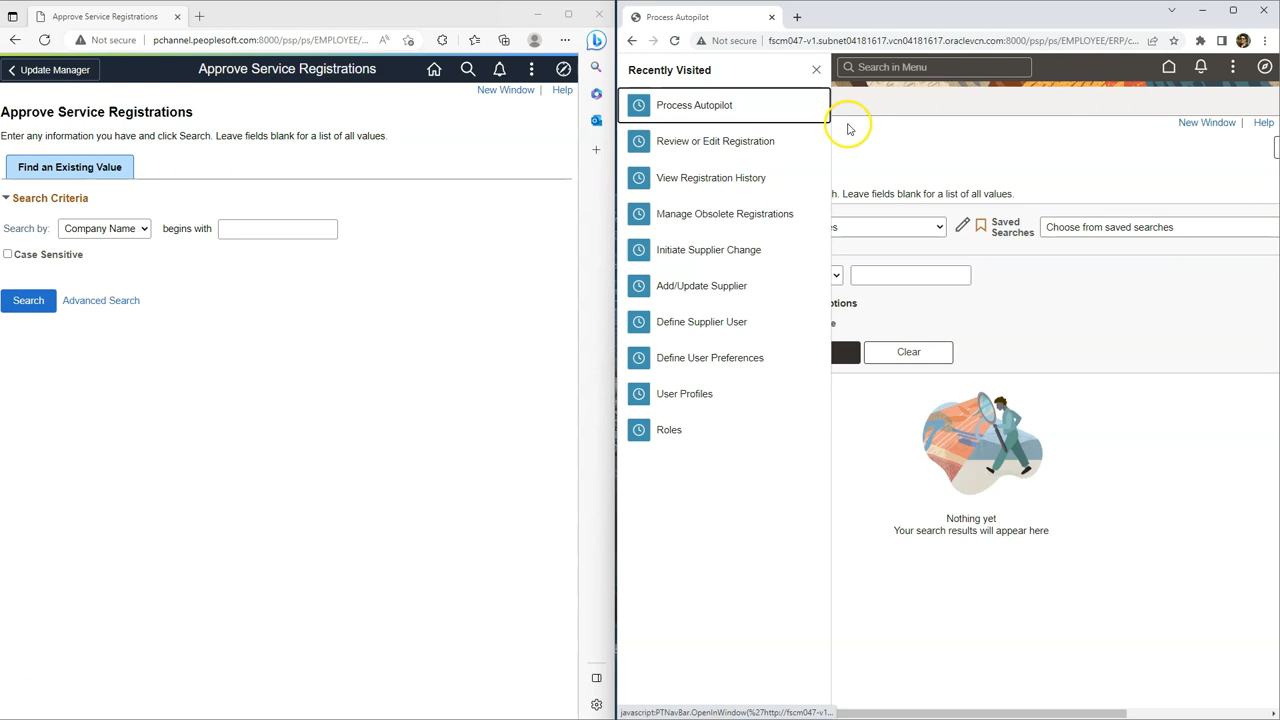 Approve Service Registrations
Not secure
pchannel.peoplesoft.com:8000/psp/ps/EMPLOYEE/
Update Manager
Approve Service Registrations
New Window | Help
Approve Service Registrations
Enter any information you have and click Search. Leave fields blank for a list of all values.
Find an Existing Value
Search Criteria
Search by: Company Name begins with
Case Sensitive
Search Advanced Search
Process Autopilot
Not secure
fscm047-v1.subnet04181617.vcn04181617.oraclevcn.com:8000/psp/ps/EMPLOYEE/ERP/c...
Recently Visited
Search in Menu
Process Autopilot
Review or Edit Registration
View Registration History
Manage Obsolete Registrations
Initiate Supplier Change
Add/Update Supplier
Define Supplier User
Define User Preferences
User Profiles
Roles
New Window | Help
h. Leave fields blank for a list of all values.
es
Saved
Searches
Choose from saved searches
ptions
e
Clear
Nothing yet
Your search results will appear here
javascript:PTNavBar.OpenInWindow(%27http://fscm047-v1...